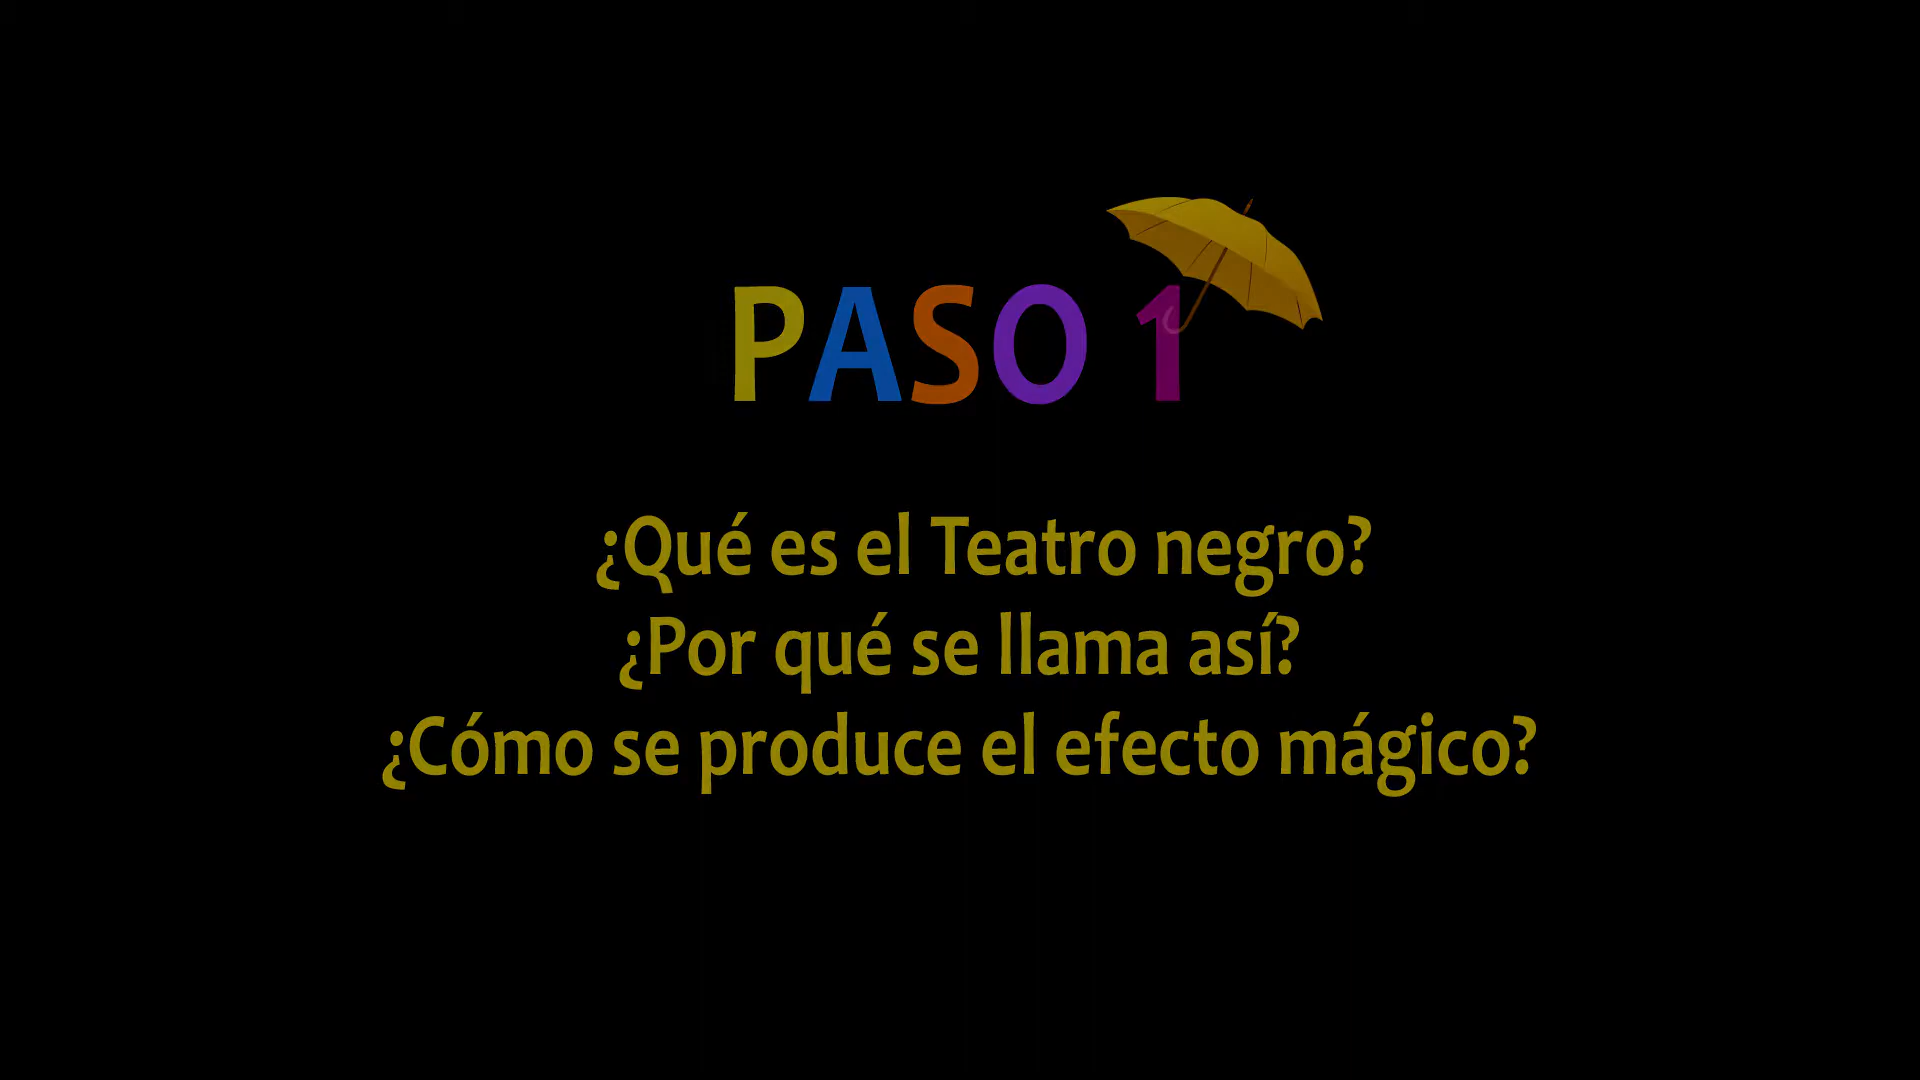 PASO 1
¿Qué es el Teatro negro?
¿Por qué se llama así?
¿Cómo se produce el efecto mágico?